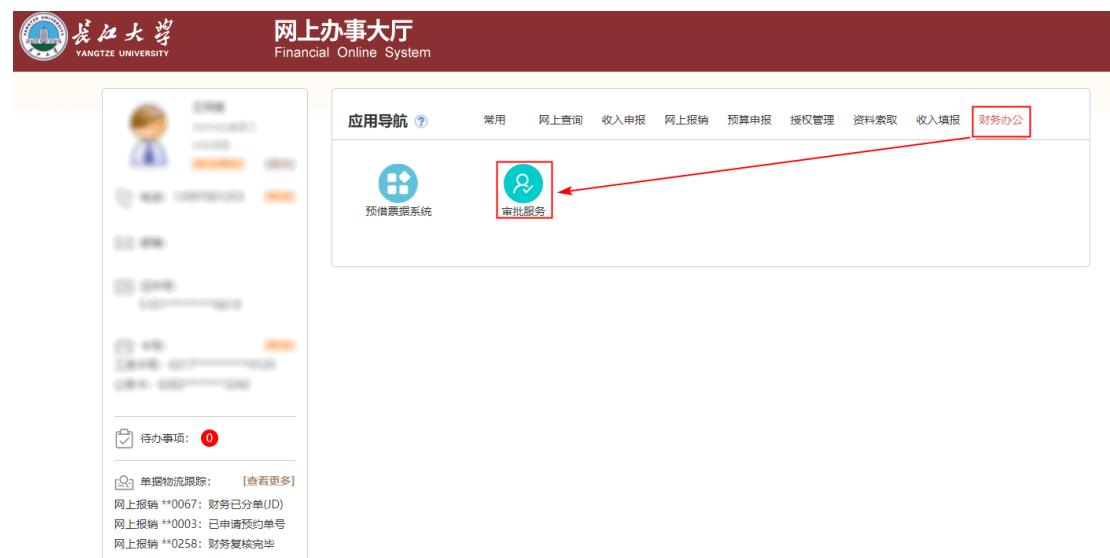 長江大学
YANGTZE UNIVERSITY
网上办事大厅
Financial Online System
应用导航 ?
常用 网上查询 收入申报 网上报销 预算申报 授权管理 资料索取 收入填报 财务办公
预借票据系统 审批服务
待办事项： 0
单据物流跟踪： [查看更多]
网上报销 **0067：财务已分单(JD)
网上报销 **0003：已申请预约单号
网上报销 **0258：财务复核完毕